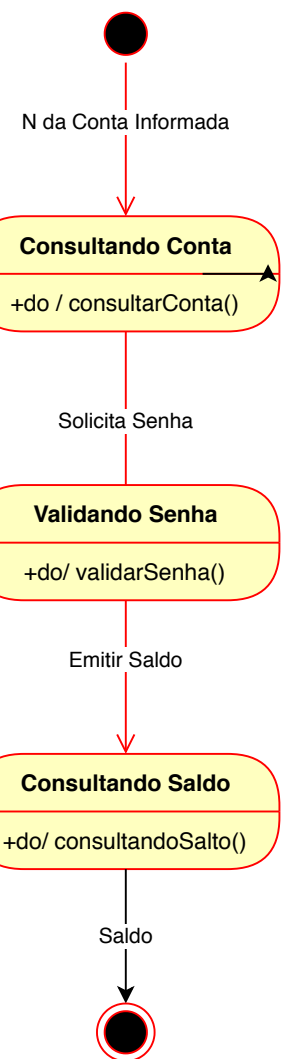 N da Conta Informada
Consultando Conta
+do / consultarConta()
Solicita Senha
Validando Senha
+do/ validarSenha()
Emitir Saldo
Consultando Saldo
+do/ consultandoSalto()
Saldo